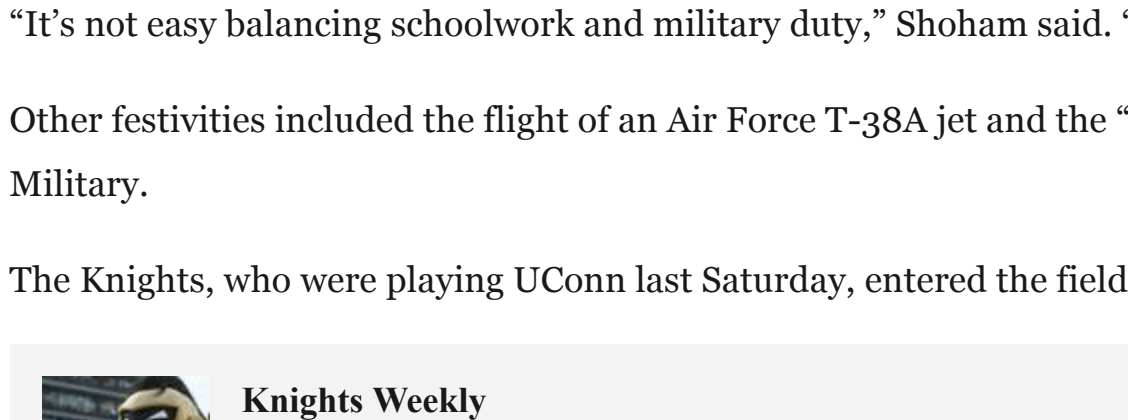 “It’s not easy balancing schoolwork and military duty,” Shoham said. ‘
Other festivities included the flight of an Air Force T-38A jet and the “
Military.
The Knights, who were playing UConn last Saturday, entered the field
Knights Weekly